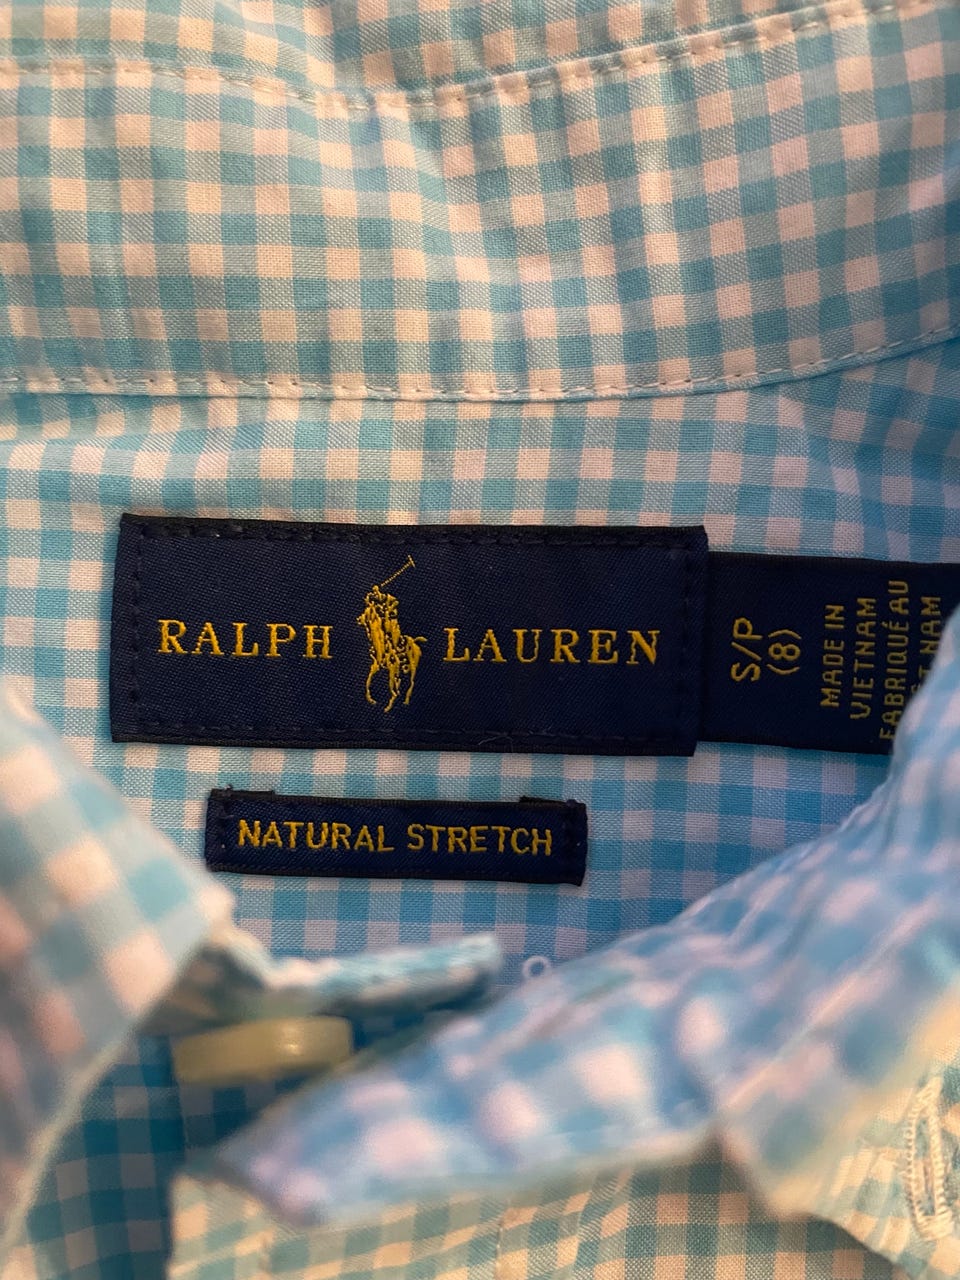 RALPH LAUREN
S/P
(8)
MADE IN
VIETNAM
FABRIQUÉ AU
NATURAL STRETCH